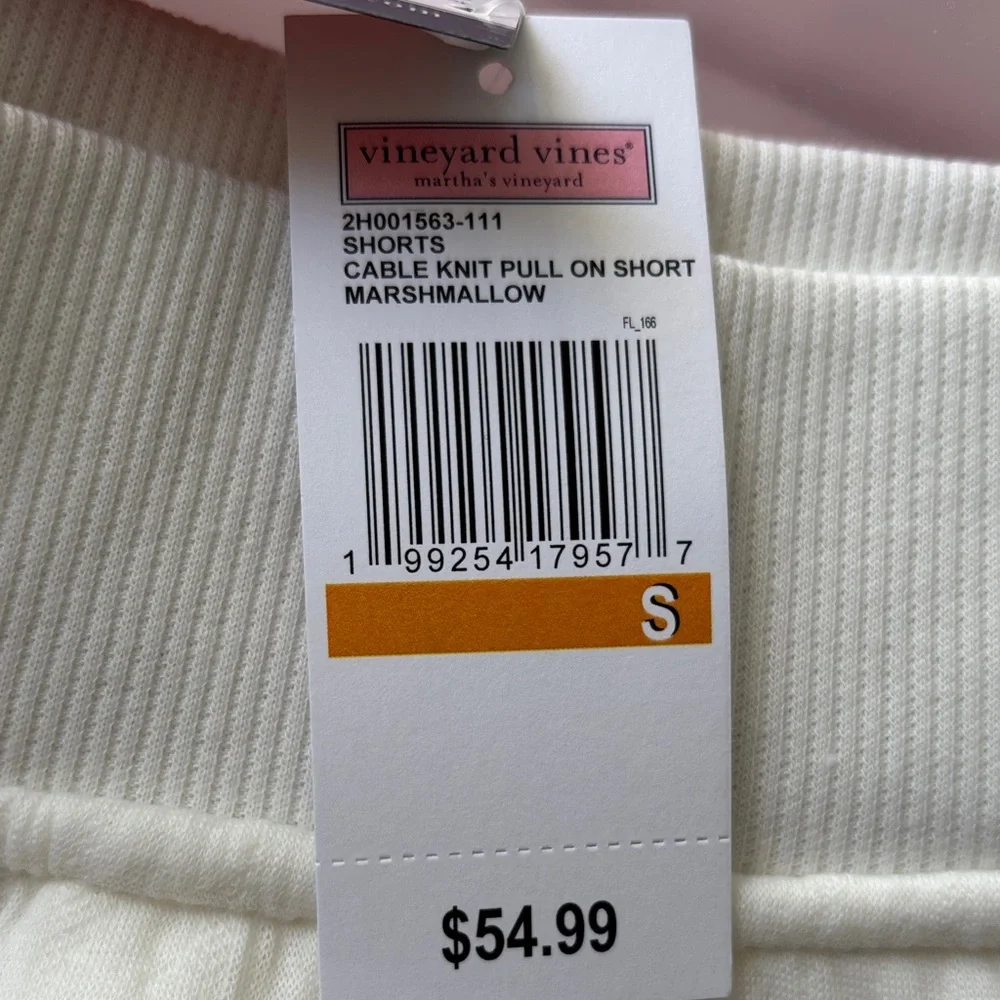 vineyard vines®
martha's vineyard
2H001563-111
SHORTS
CABLE KNIT PULL ON SHORT
MARSHMALLOW
FL_166
1 99254 17957 7
S
$54.99